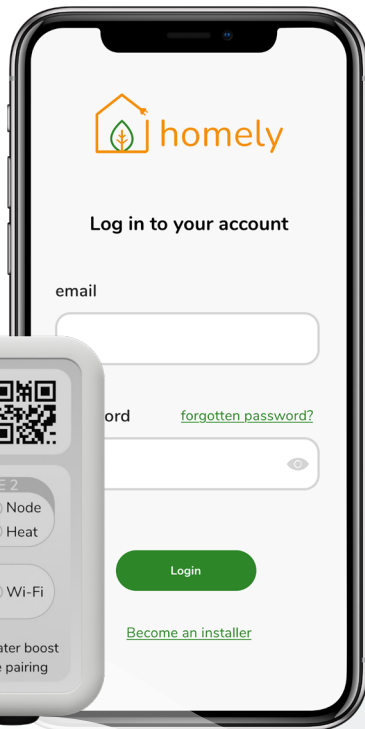 homely
Log in to your account
email
ord
forgotten password?
E 2
Node
Heat
Login
Wi-Fi
Become an installer
ater boost
e pairing